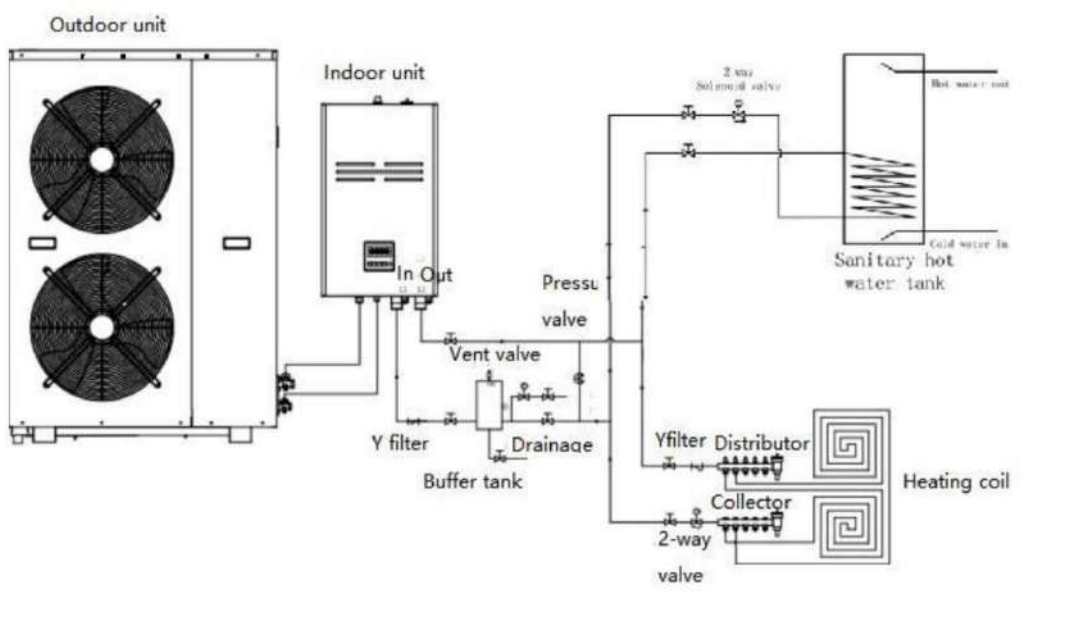 Outdoor unit
Indoor unit
2 way
Solenoid valve
Hot water out
In Out
Cold water In
Sanitary hot
water tank
Pressu
valve
Vent valve
Y filter
Drainage
Buffer tank
Yfilter
Distributor
Heating coil
Collector
2-way
valve